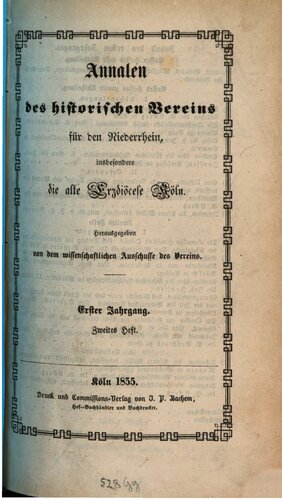 Annalen
des historischen Vereins
für den Niederrhein,
insbesondere
die alte Erzdiöcese Köln.
Herausgegeben
von dem wissenschaftlichen Ausschusse des Vereins.
Erster Jahrgang.
Zweites Heft.
Köln 1855.
Druck und Commissions-Verlag von J. P. Bachem,
Hof-Buchhändler und Buchdrucker.